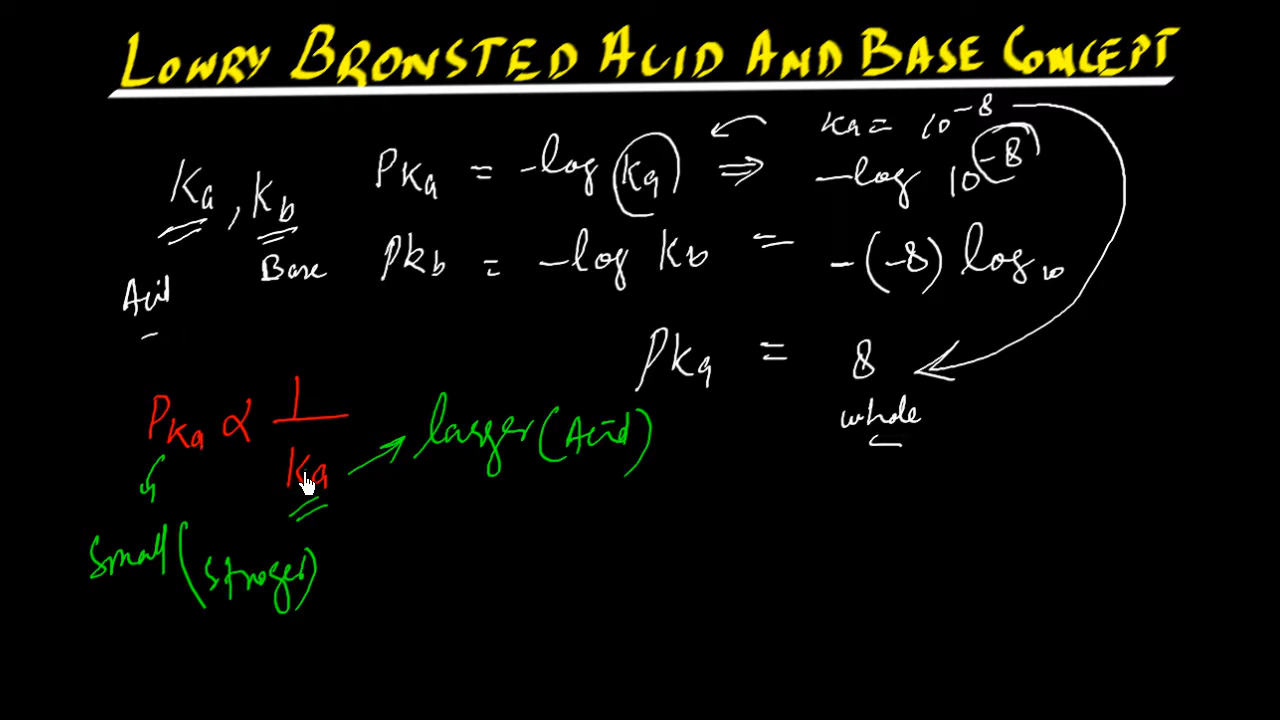 LOWRY BRONSTED ACID AND BASE CONCEPT
Ka = 10^-8
Ka, Kb PKa = -log Ka ⇒ -log 10^-8
Acid Base PKb = -log Kb = -(-8) log10
PKa = 8
whole
PKa ∝ 1/Ka → larger (Acid)
Small (stroger)